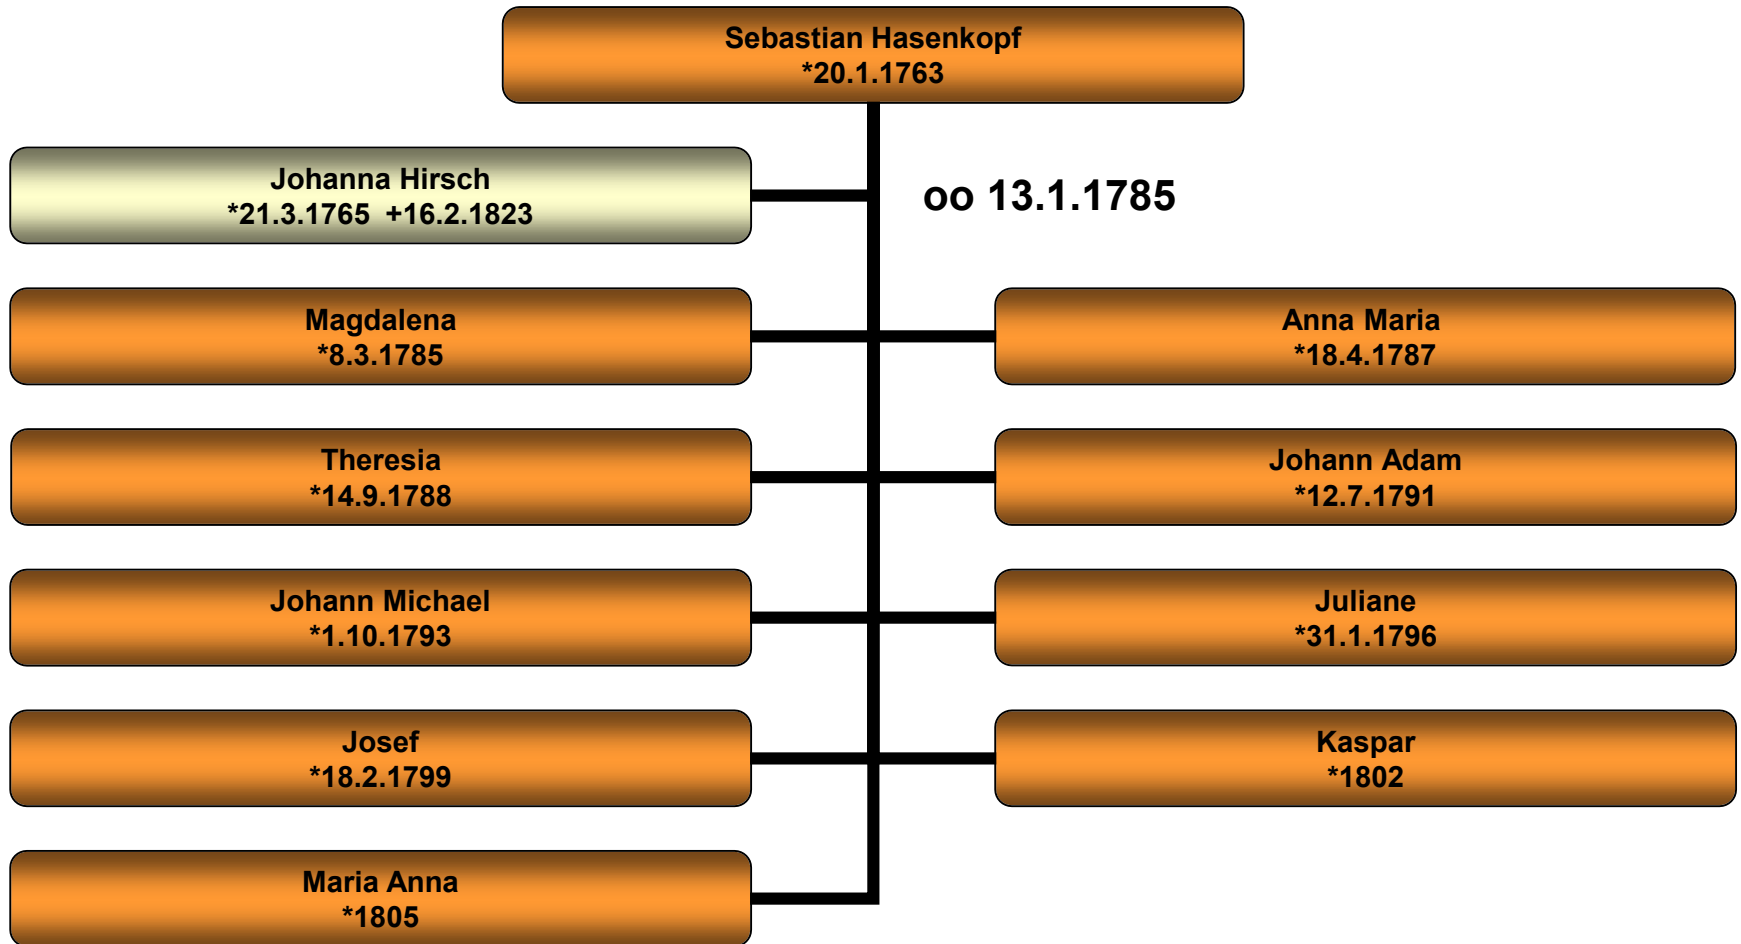 Sebastian Hasenkopf
*20.1.1763
Johanna Hirsch
*21.3.1765 +16.2.1823
oo 13.1.1785
Magdalena
*8.3.1785
Anna Maria
*18.4.1787
Theresia
*14.9.1788
Johann Adam
*12.7.1791
Johann Michael
*1.10.1793
Juliane
*31.1.1796
Josef
*18.2.1799
Kaspar
*1802
Maria Anna
*1805